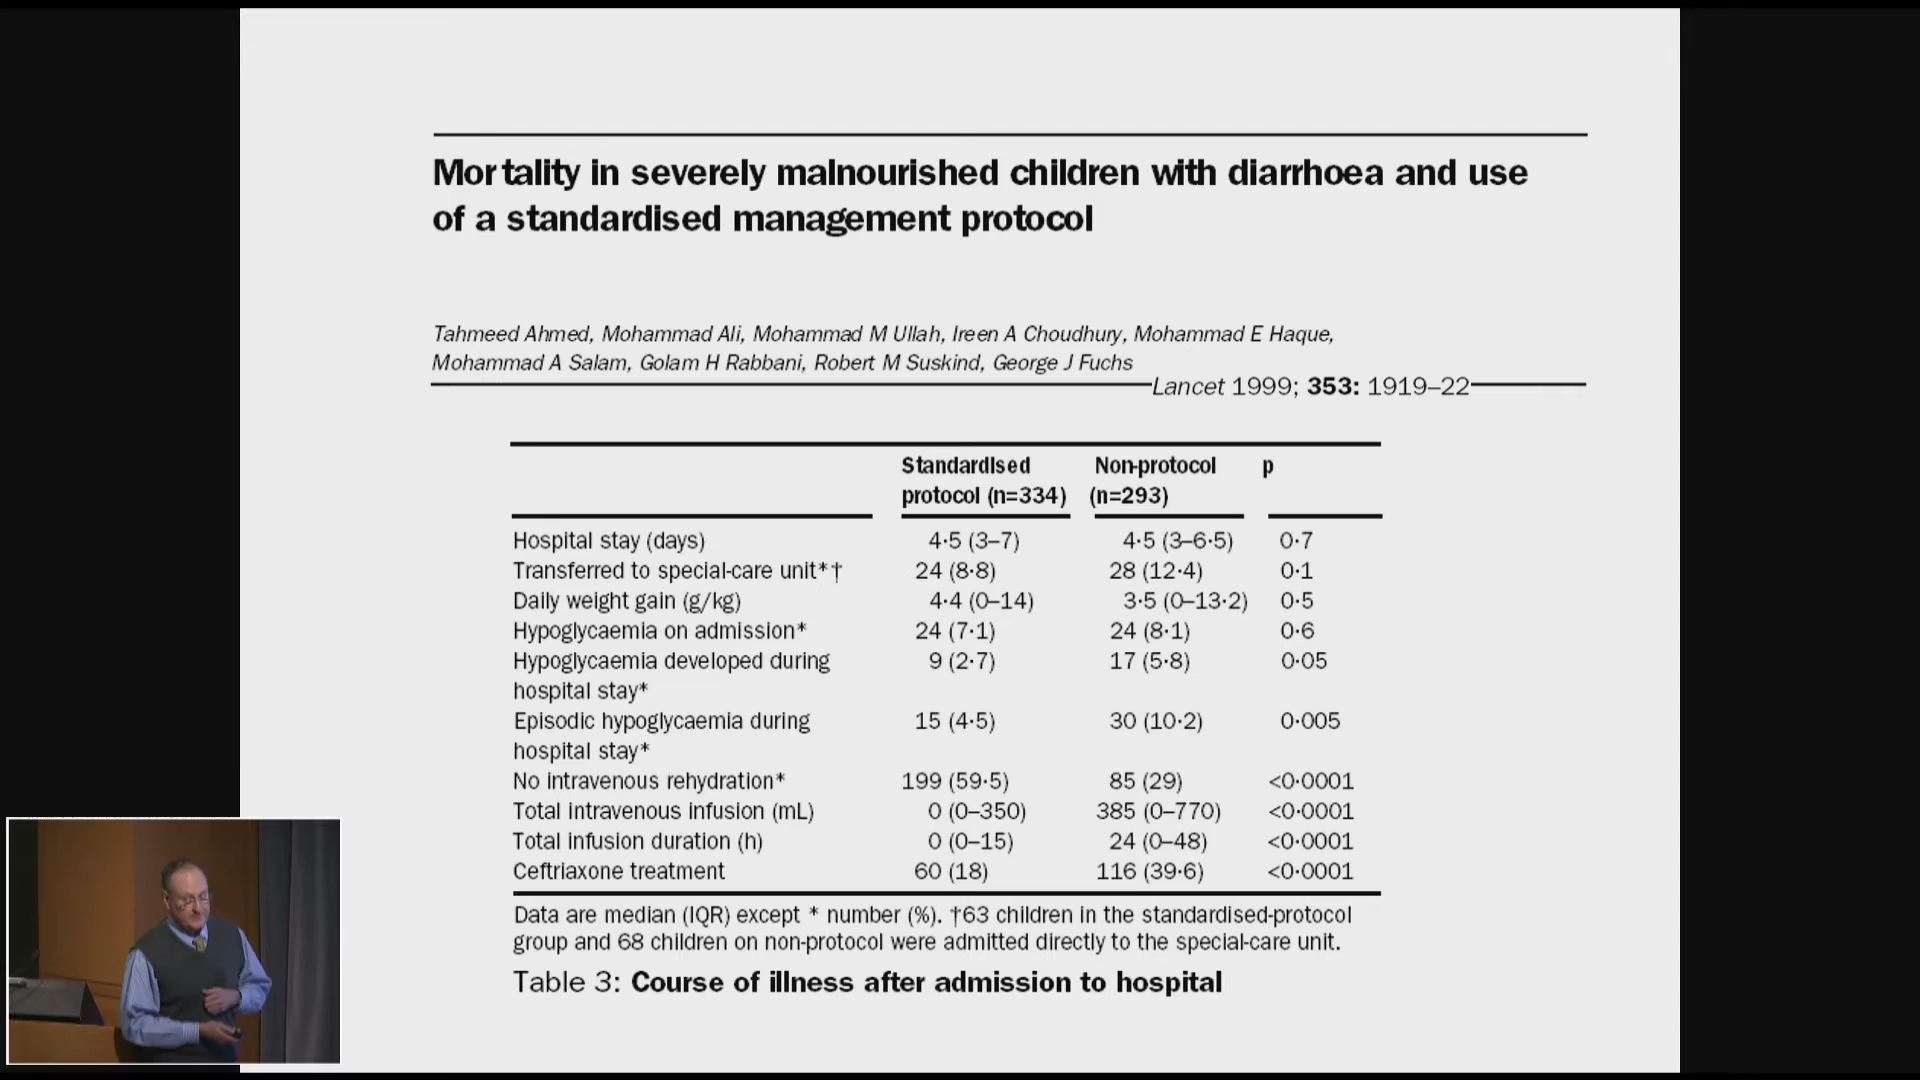 Mortality in severely malnourished children with diarrhoea and use
of a standardised management protocol
Tahmeed Ahmed, Mohammad Ali, Mohammad M Ullah, Ireen A Choudhury, Mohammad E Haque,
Mohammad A Salam, Golam H Rabbani, Robert M Suskind, George J Fuchs
Lancet 1999; 353: 1919–22
Standardised Non-protocol p
protocol (n=334) (n=293)
Hospital stay (days) 4·5 (3–7) 4·5 (3–6·5) 0·7
Transferred to special-care unit*† 24 (8·8) 28 (12·4) 0·1
Daily weight gain (g/kg) 4·4 (0–14) 3·5 (0–13·2) 0·5
Hypoglycaemia on admission* 24 (7·1) 24 (8·1) 0·6
Hypoglycaemia developed during 9 (2·7) 17 (5·8) 0·05
hospital stay*
Episodic hypoglycaemia during 15 (4·5) 30 (10·2) 0·005
hospital stay*
No intravenous rehydration* 199 (59·5) 85 (29) <0·0001
Total intravenous infusion (mL) 0 (0–350) 385 (0–770) <0·0001
Total infusion duration (h) 0 (0–15) 24 (0–48) <0·0001
Ceftriaxone treatment 60 (18) 116 (39·6) <0·0001
Data are median (IQR) except * number (%). †63 children in the standardised-protocol
group and 68 children on non-protocol were admitted directly to the special-care unit.
Table 3: Course of illness after admission to hospital